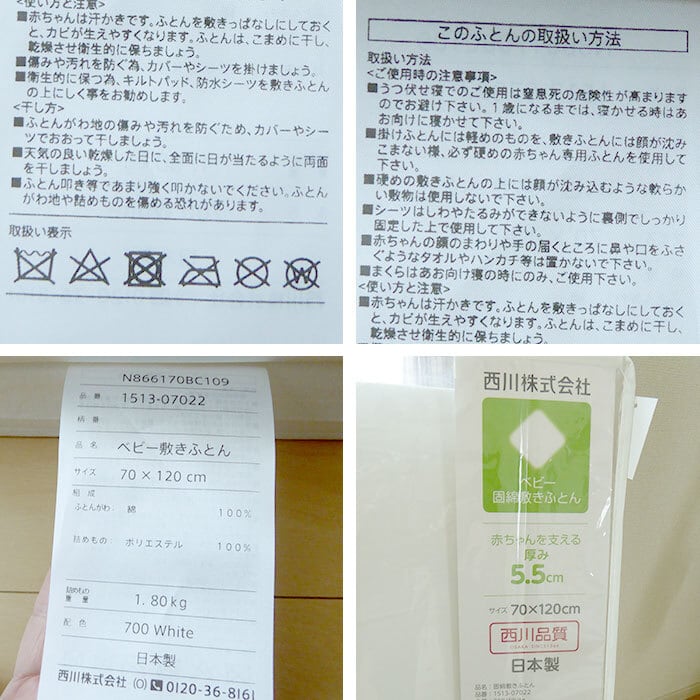 <使い方と注意>
■赤ちゃんは汗かきです。ふとんを敷きっぱなしにしておく
と、カビが生えやすくなります。ふとんは、こまめに干し、
乾燥させ衛生的に保ちましょう。
■傷みや汚れを防ぐ為、カバーやシーツを掛けましょう。
■衛生的に保つ為、キルトパッド、防水シーツを敷きふとん
の上にしく事をお勧めします。
<干し方>
■ふとんがわ地の傷みや汚れを防ぐため、カバーやシー
ツでおおって干しましょう。
■天気の良い乾燥した日に、全面に日が当たるように両面
を干しましょう。
■ふとん叩き等であまり強く叩かないでください。ふとん
がわ地や詰めものを傷める恐れがあります。
取扱い表示
W
このふとんの取扱い方法
取扱い方法
<ご使用時の注意事項>
■うつ伏せ寝でのご使用は窒息死の危険性が高まります
のでお避け下さい。1歳になるまでは、寝かせる時はあお
向けに寝かせて下さい。
■掛けふとんには軽めのものを、敷きふとんには顔が沈み
こまない様、必ず硬めの赤ちゃん専用ふとんを使用して
下さい。
■硬めの敷きふとんの上には顔が沈み込むような軟らか
い敷物は使用しないで下さい。
■シーツはしわやたるみができないように裏側でしっかり
固定した上で使用して下さい。
■赤ちゃんの顔のまわりや手の届くところに鼻や口をふさ
ぐようなタオルやハンカチ等は置かないで下さい。
■まくらはあお向け寝の時にのみ、ご使用下さい。
<使い方と注意>
■赤ちゃんは汗かきです。ふとんを敷きっぱなしにしておく
と、カビが生えやすくなります。ふとんは、こまめに干し、
乾燥させ衛生的に保ちましょう。
N866170BC109
品番 1513-07022
柄番
品名 ベビー敷きふとん
サイズ 70×120cm
組成
ふとんがわ: 綿 100%
詰めもの: ポリエステル 100%
詰めもの
重量 1.80kg
配色 700 White
日本製
西川株式会社 (O) 0120-36-8161
西川株式会社
ベビー
固綿敷きふとん
赤ちゃんを支える
厚み
5.5cm
サイズ 70×120cm
西川品質
日本製
品名:固綿敷きふとん
品番:1513-07022